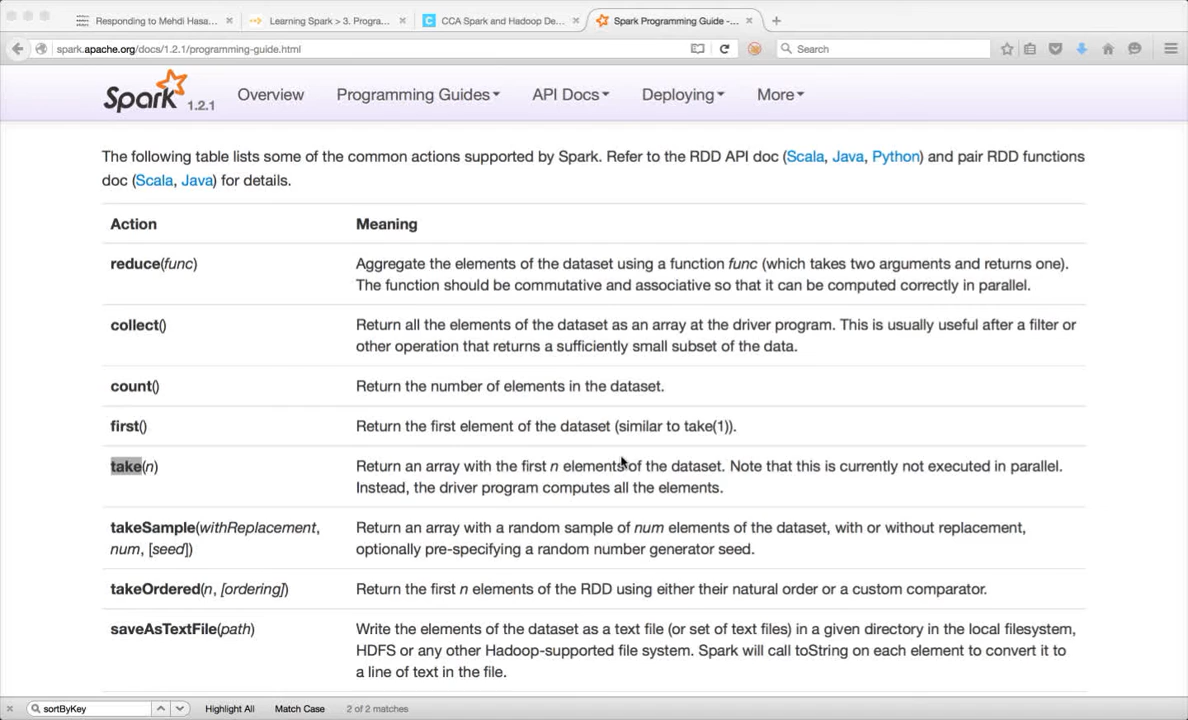 Responding to Mehdi Hasa... × Learning Spark > 3. Progra... × CCA Spark and Hadoop De... × Spark Programming Guide -... × +
spark.apache.org/docs/1.2.1/programming-guide.html Search
Spark 1.2.1 Overview Programming Guides API Docs Deploying More
The following table lists some of the common actions supported by Spark. Refer to the RDD API doc (Scala, Java, Python) and pair RDD functions
doc (Scala, Java) for details.
Action Meaning
reduce(func) Aggregate the elements of the dataset using a function func (which takes two arguments and returns one).
The function should be commutative and associative so that it can be computed correctly in parallel.
collect() Return all the elements of the dataset as an array at the driver program. This is usually useful after a filter or
other operation that returns a sufficiently small subset of the data.
count() Return the number of elements in the dataset.
first() Return the first element of the dataset (similar to take(1)).
take(n) Return an array with the first n elements of the dataset. Note that this is currently not executed in parallel.
Instead, the driver program computes all the elements.
takeSample(withReplacement, Return an array with a random sample of num elements of the dataset, with or without replacement,
num, [seed]) optionally pre-specifying a random number generator seed.
takeOrdered(n, [ordering]) Return the first n elements of the RDD using either their natural order or a custom comparator.
saveAsTextFile(path) Write the elements of the dataset as a text file (or set of text files) in a given directory in the local filesystem,
HDFS or any other Hadoop-supported file system. Spark will call toString on each element to convert it to
a line of text in the file.
× sortByKey Highlight All Match Case 2 of 2 matches